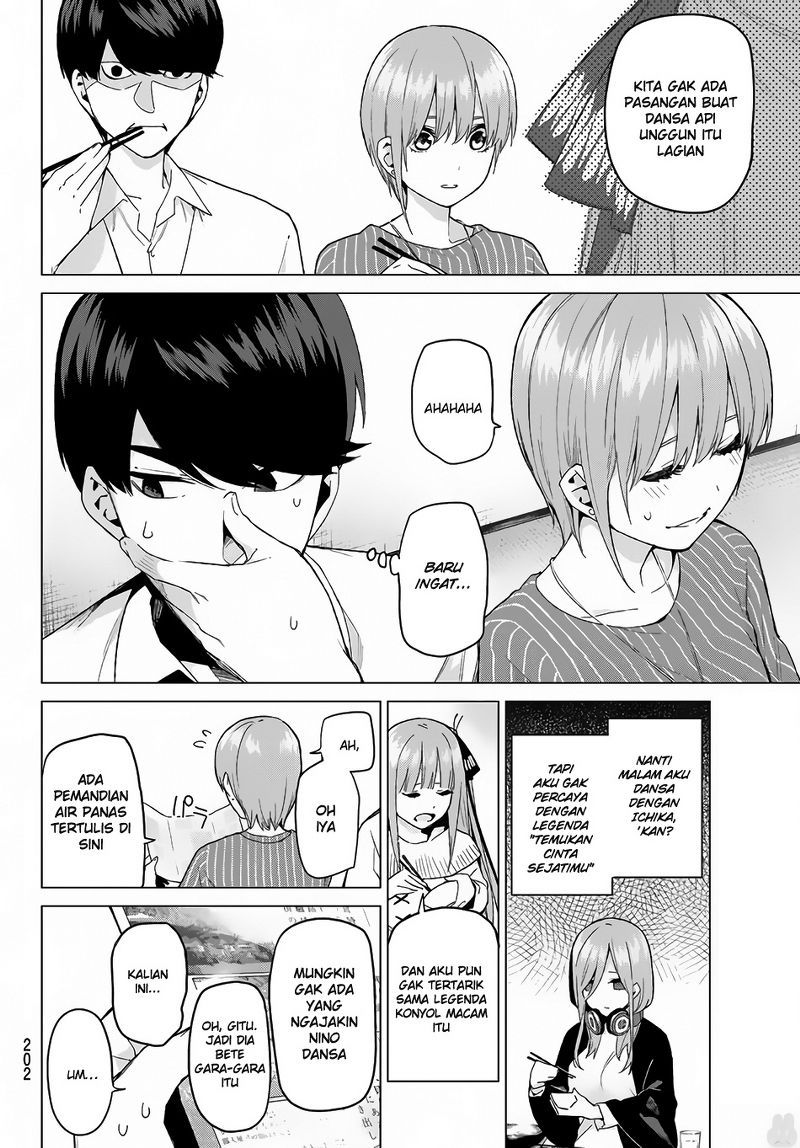 KITA GAK ADA
PASANGAN BUAT
DANSA API
UNGGUN ITU
LAGIAN
AHAHAHA
BARU
INGAT...
NANTI
MALAM AKU
DANSA
DENGAN
ICHIKA,
'KAN?
TAPI
AKU GAK
PERCAYA
DENGAN
LEGENDA
"TEMUKAN
CINTA
SEJATIMU"
DAN AKU PUN
GAK TERTARIK
SAMA LEGENDA
KONYOL MACAM
ITU
AH,
OH
IYA
ADA
PEMANDIAN
AIR PANAS
TERTULIS DI
SINI
MUNGKIN
GAK ADA
YANG
NGAJAKIN
NINO
DANSA
OH, GITU.
JADI DIA
BETE
GARA-GARA
ITU
KALIAN
INI...
UM...
202